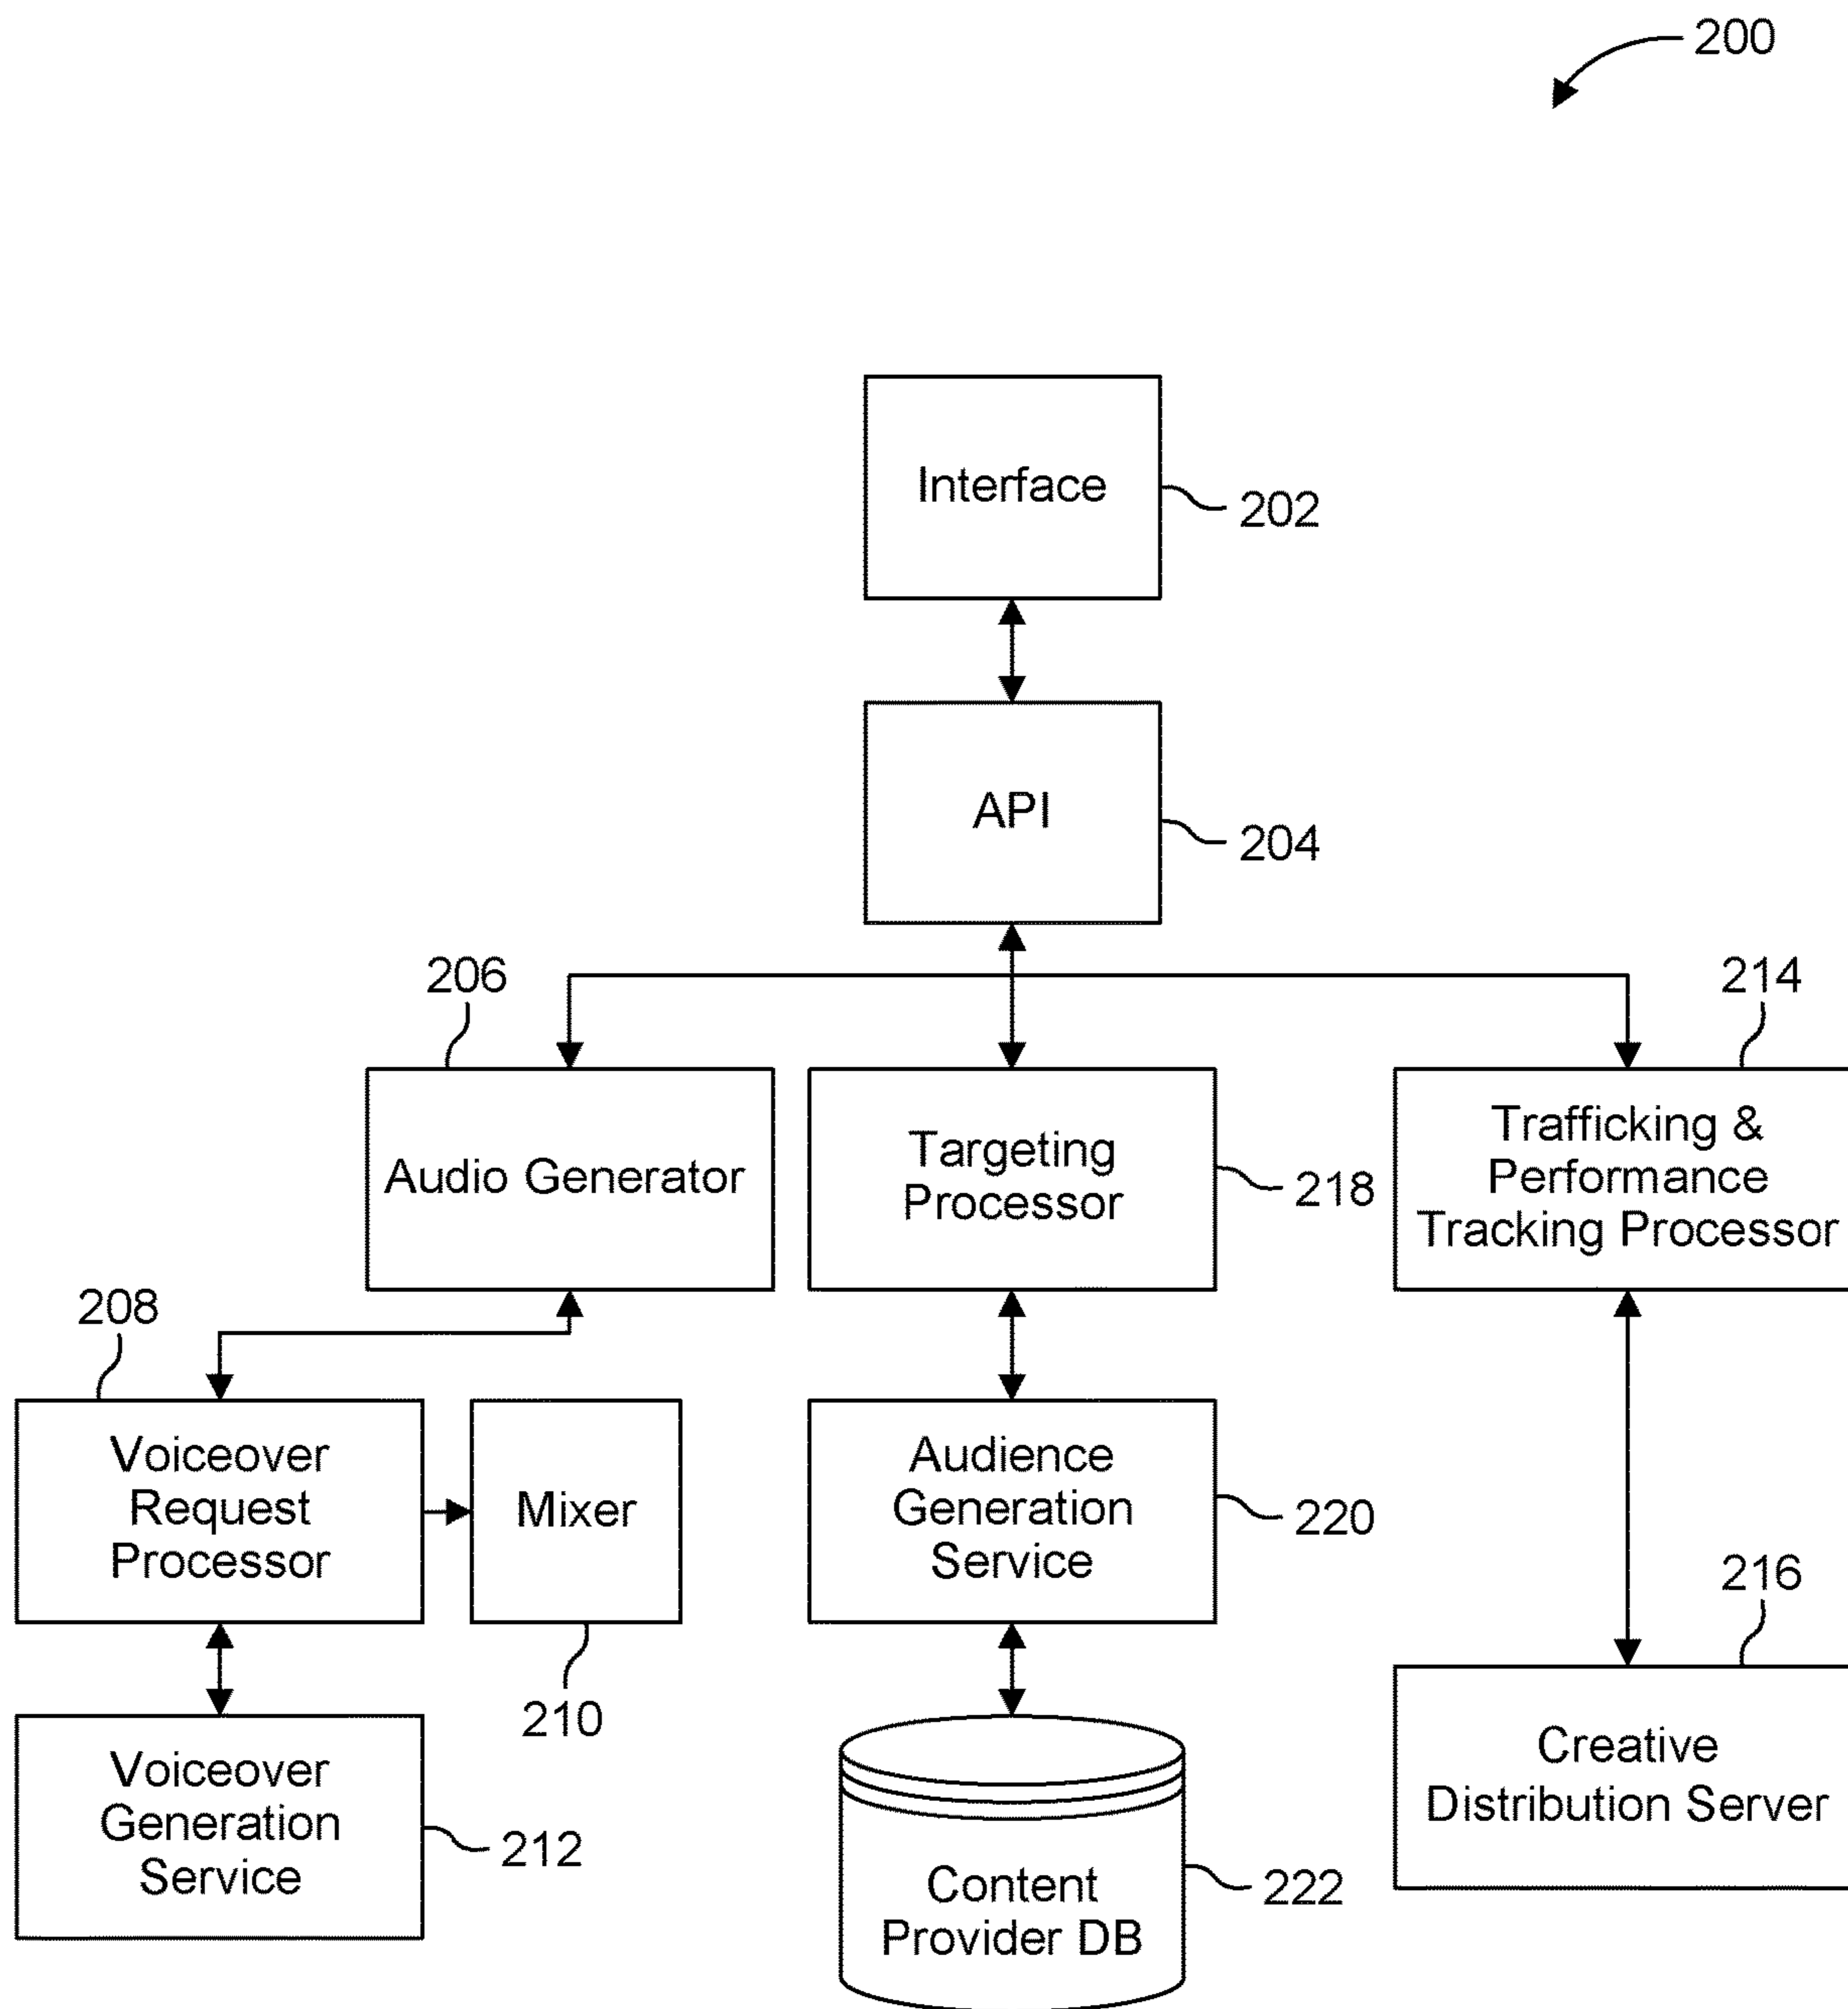 200
Interface
202
API
204
206
214
Audio Generator
Targeting
Processor
218
Trafficking &
Performance
Tracking Processor
208
Voiceover
Request
Processor
Mixer
210
Audience
Generation
Service
220
216
Voiceover
Generation
Service
212
Content
Provider DB
222
Creative
Distribution Server